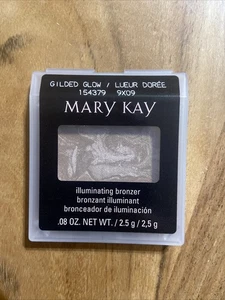 GILDED GLOW / LUEUR DORÉE
154379 9X09
MARY KAY
illuminating bronzer
bronzant illuminant
bronceador de iluminación
.08 OZ. NET WT. / 2.5 g / 2,5 g